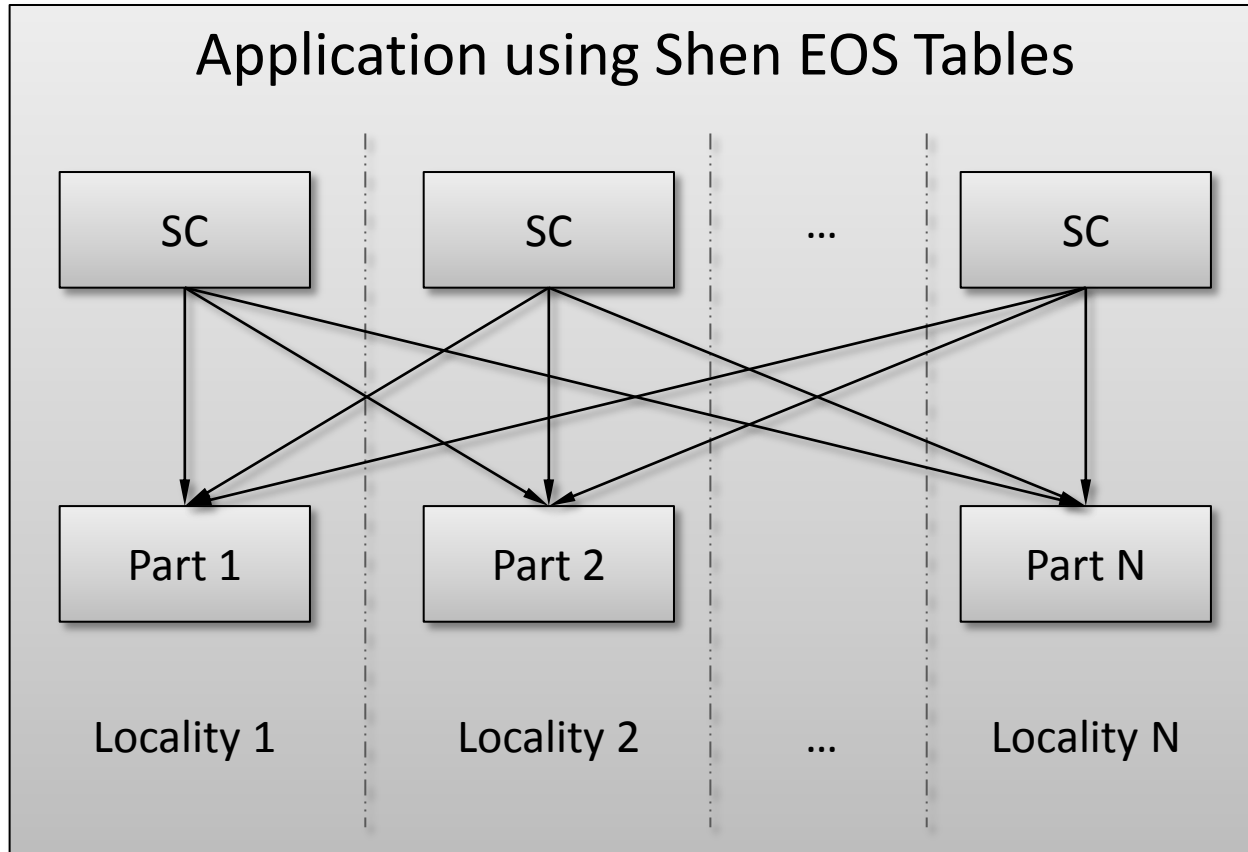 Application using Shen EOS Tables
SC
SC
...
SC
Part 1
Part 2
Part N
Locality 1
Locality 2
...
Locality N